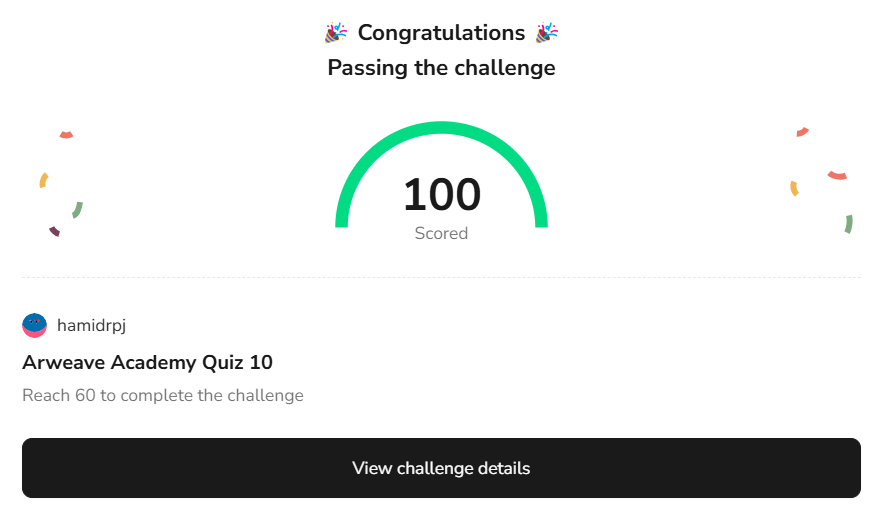 🎉 Congratulations 🎉
Passing the challenge
100
Scored
hamidrpj
Arweave Academy Quiz 10
Reach 60 to complete the challenge
View challenge details